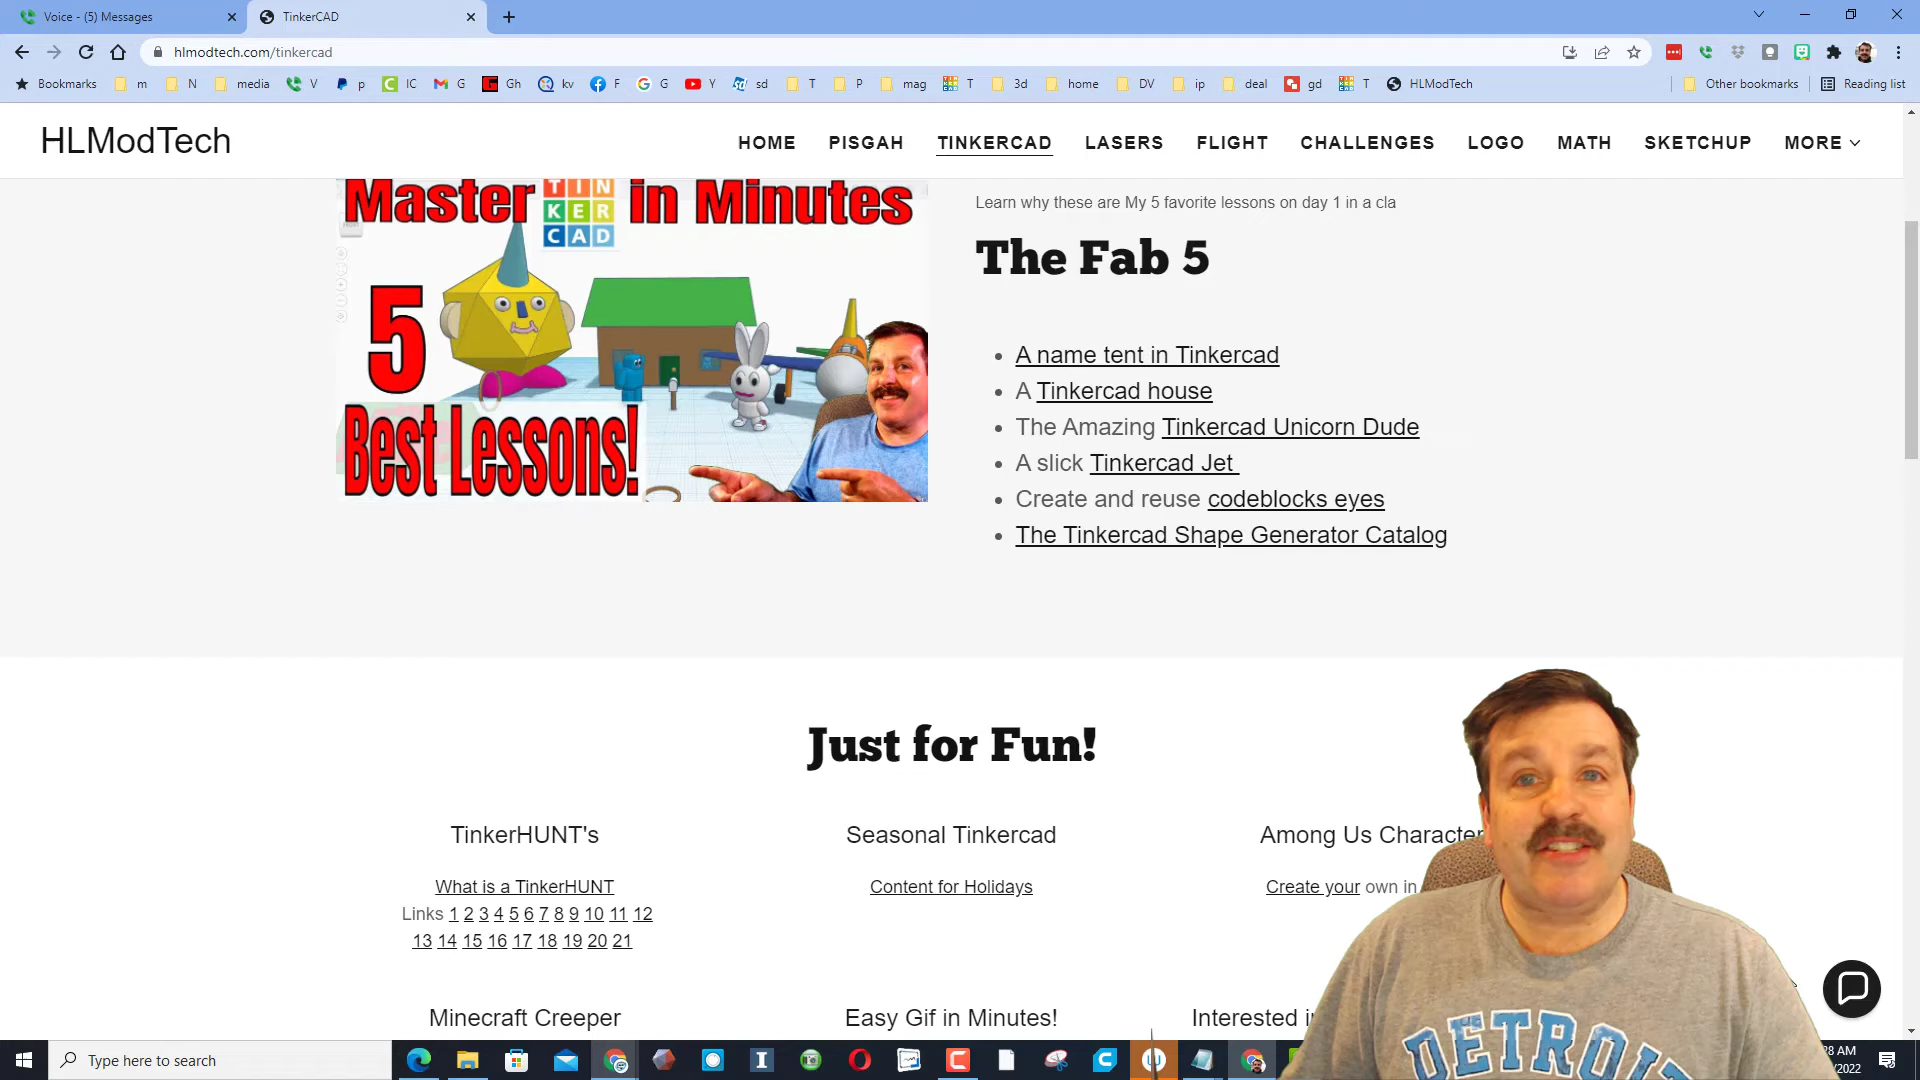 Voice - (5) Messages
TinkerCAD
hlmodtech.com/tinkercad
Bookmarks m N media V p IC G Gh kv F G Y sd T P mag T 3d home DV ip deal gd T HLModTech Other bookmarks Reading list
HLModTech
HOME PISGAH TINKERCAD LASERS FLIGHT CHALLENGES LOGO MATH SKETCHUP MORE
Master TIN KER CAD in Minutes
5
Best Lessons!
Learn why these are My 5 favorite lessons on day 1 in a cla
The Fab 5
A name tent in Tinkercad
A Tinkercad house
The Amazing Tinkercad Unicorn Dude
A slick Tinkercad Jet
Create and reuse codeblocks eyes
The Tinkercad Shape Generator Catalog
Just for Fun!
TinkerHUNT's
What is a TinkerHUNT
Links 1 2 3 4 5 6 7 8 9 10 11 12
13 14 15 16 17 18 19 20 21
Seasonal Tinkercad
Content for Holidays
Among Us Character
Create your own in
Minecraft Creeper
Easy Gif in Minutes!
Interested i
DETROIT
Type here to search
28 AM
/2022